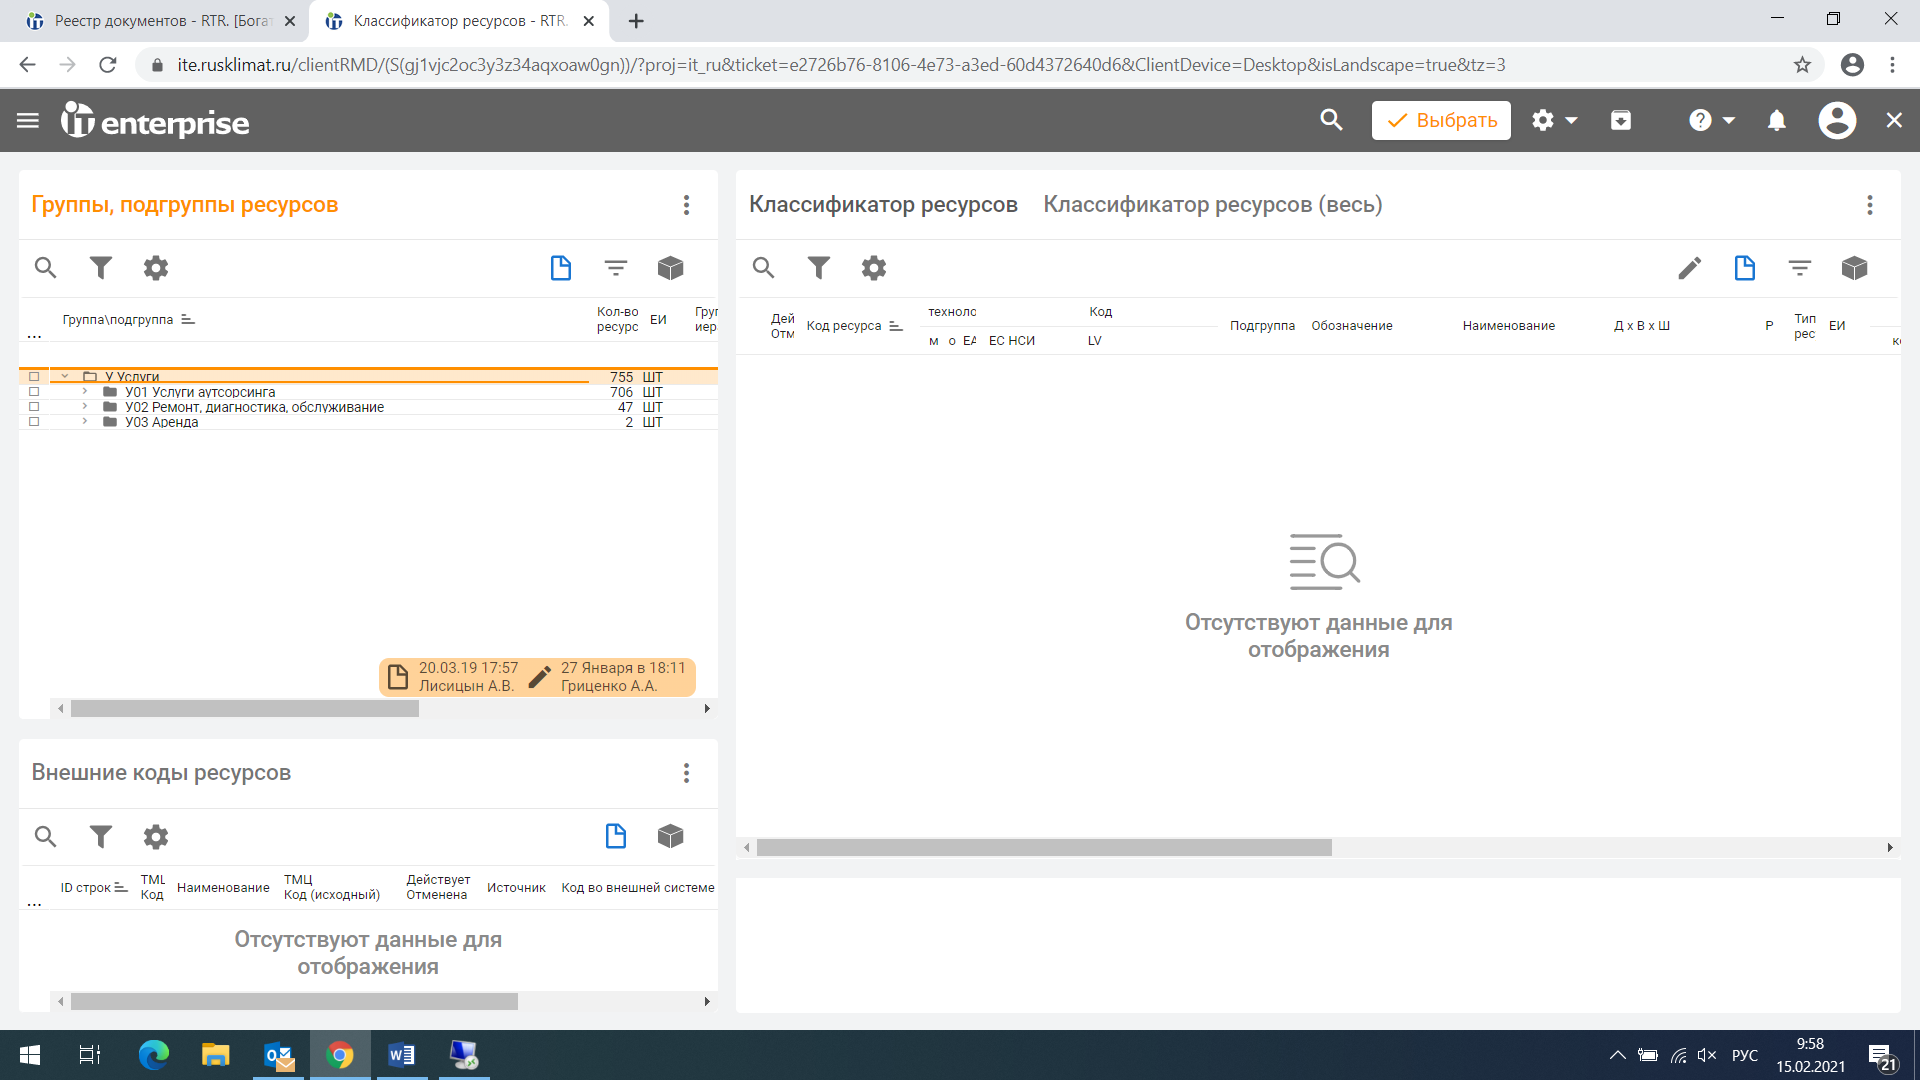 Реестр документов - RTR. [Богат
Классификатор ресурсов - RTR.
ite.rusklimat.ru/clientRMD/(S(gj1vjc2oc3y3z34aqxoaw0gn))/?proj=it_ru&ticket=e2726b76-8106-4e73-a3ed-60d4372640d6&ClientDevice=Desktop&isLandscape=true&tz=3
it enterprise
Выбрать
Группы, подгруппы ресурсов
Группа\подгруппа
Кол-во ресурс
ЕИ
Груп иер
...
У Услуги 755 ШТ
У01 Услуги аутсорсинга 706 ШТ
У02 Ремонт, диагностика, обслуживание 47 ШТ
У03 Аренда 2 ШТ
20.03.19 17:57 27 Января в 18:11
Лисицын А.В. Гриценко А.А.
Внешние коды ресурсов
ID строк
ТМЦ Код
Наименование
ТМЦ Код (исходный)
Действует Отменена
Источник
Код во внешней системе
...
Отсутствуют данные для
отображения
Классификатор ресурсов Классификатор ресурсов (весь)
Дей Отм
Код ресурса
технолс
м о ЕА ЕС НСИ
Код
LV
Подгруппа
Обозначение
Наименование
Д x В x Ш
Р
Тип рес
ЕИ
кс
Отсутствуют данные для
отображения
РУС
9:58
15.02.2021
21